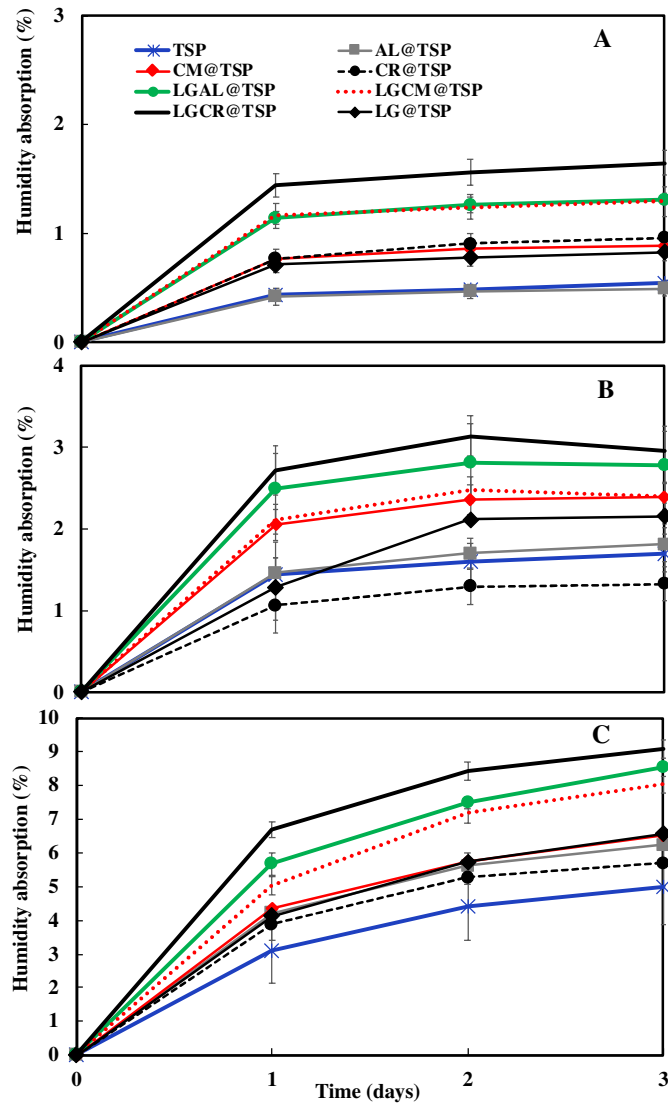 3
A
TSP AL@TSP
CM@TSP CR@TSP
LGAL@TSP LGCM@TSP
LGCR@TSP LG@TSP
2
1
0
Humidity absorption (%)
4
B
3
2
1
0
Humidity absorption (%)
10
C
9
8
7
6
5
4
3
2
1
0
Humidity absorption (%)
0 1 2 3
Time (days)